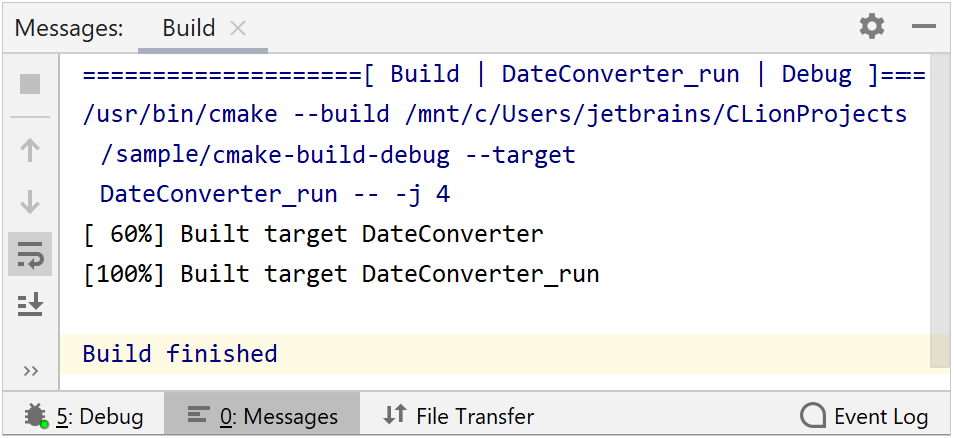 Messages: Build
====================[ Build | DateConverter_run | Debug ]====
/usr/bin/cmake --build /mnt/c/Users/jetbrains/CLionProjects
/sample/cmake-build-debug --target
DateConverter_run -- -j 4
[ 60%] Built target DateConverter
[100%] Built target DateConverter_run
Build finished
5: Debug 0: Messages File Transfer Event Log